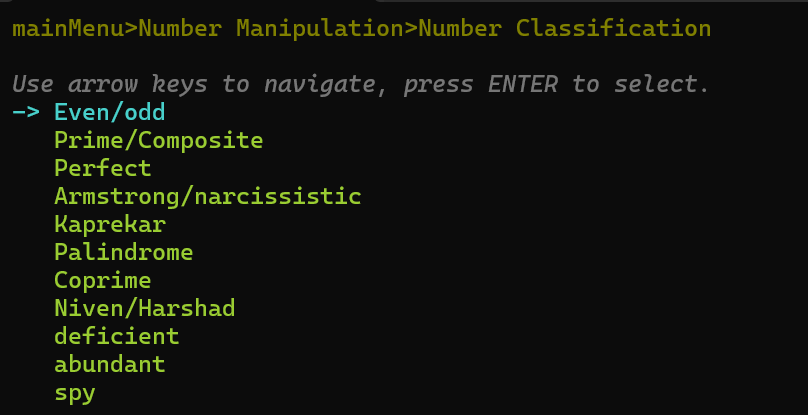 mainMenu>Number Manipulation>Number Classification
Use arrow keys to navigate, press ENTER to select.
-> Even/odd
Prime/Composite
Perfect
Armstrong/narcissistic
Kaprekar
Palindrome
Coprime
Niven/Harshad
deficient
abundant
spy